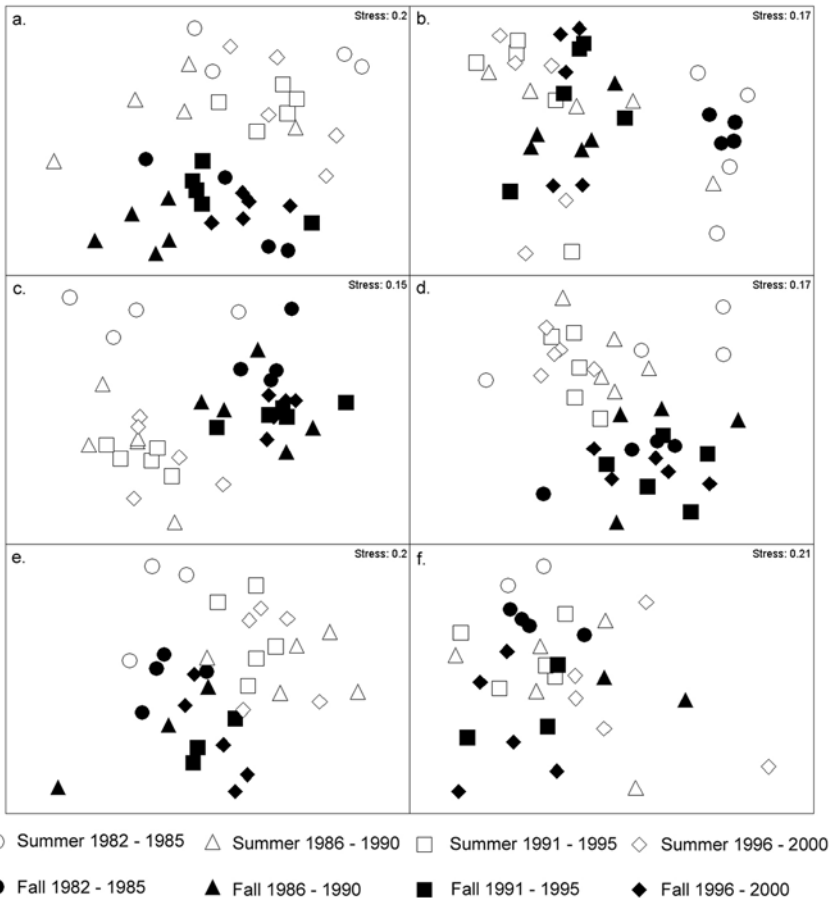 a. Stress: 0.2
b. Stress: 0.17
c. Stress: 0.15
d. Stress: 0.17
e. Stress: 0.2
f. Stress: 0.21
Summer 1982 - 1985 Summer 1986 - 1990 Summer 1991 - 1995 Summer 1996 - 2000
Fall 1982 - 1985 Fall 1986 - 1990 Fall 1991 - 1995 Fall 1996 - 2000